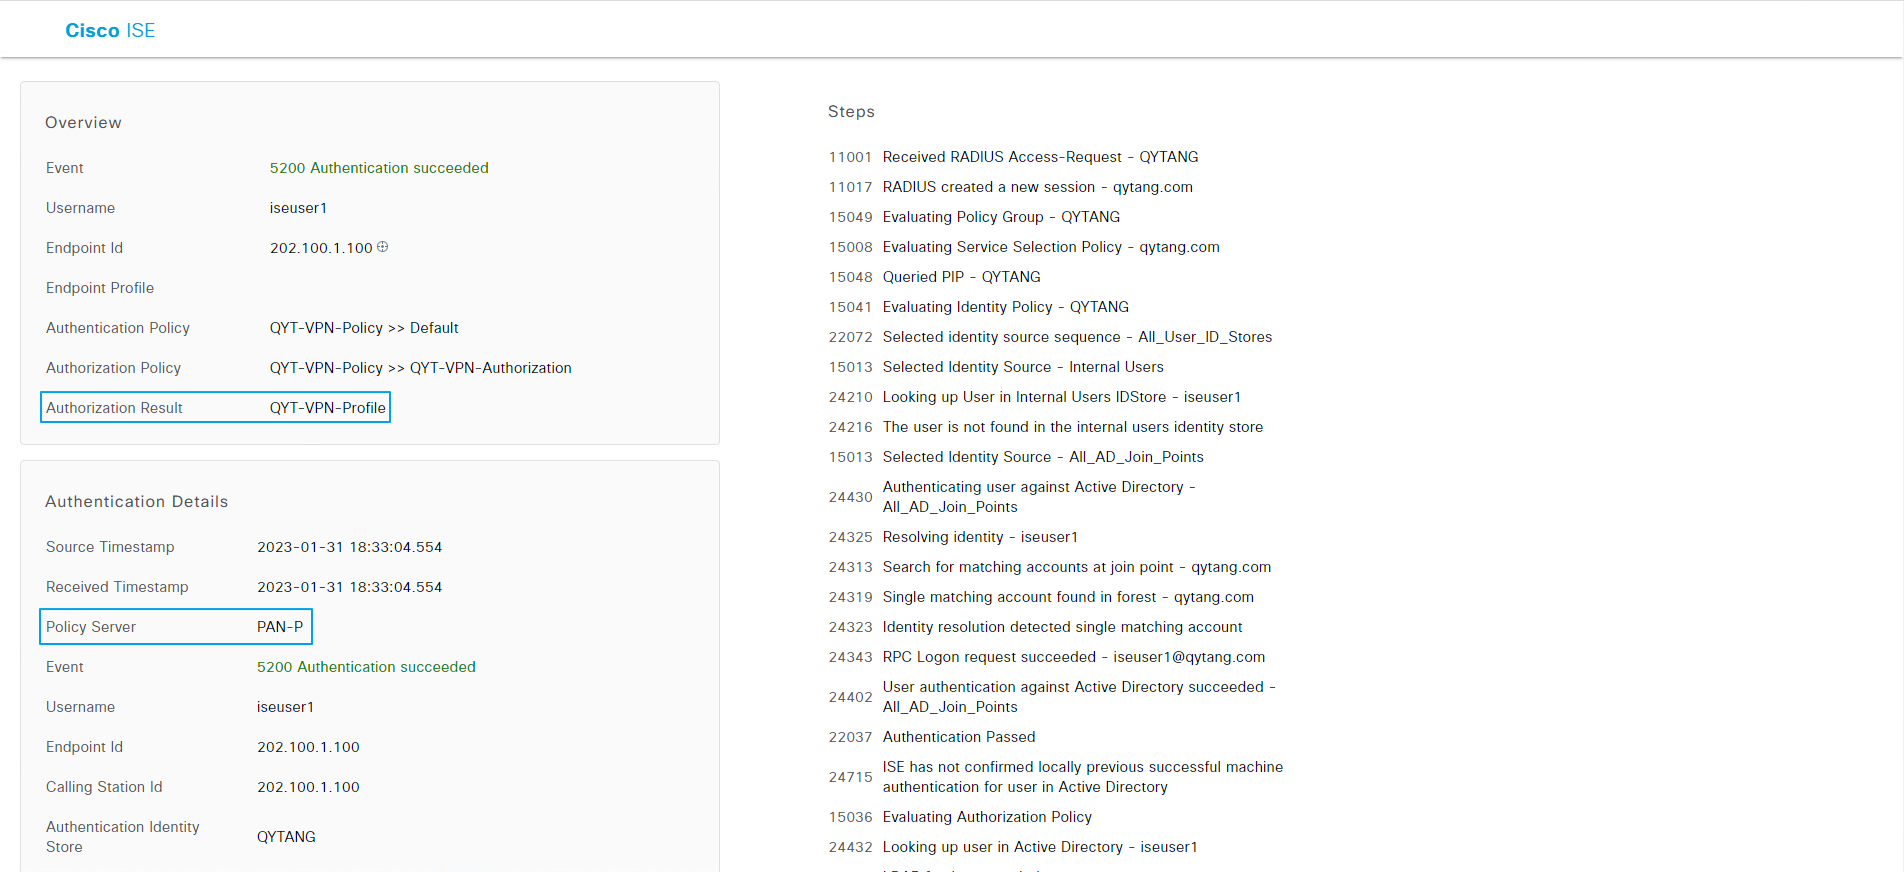 Cisco ISE
Overview
Event 5200 Authentication succeeded
Username iseuser1
Endpoint Id 202.100.1.100
Endpoint Profile
Authentication Policy QYT-VPN-Policy >> Default
Authorization Policy QYT-VPN-Policy >> QYT-VPN-Authorization
Authorization Result QYT-VPN-Profile
Authentication Details
Source Timestamp 2023-01-31 18:33:04.554
Received Timestamp 2023-01-31 18:33:04.554
Policy Server PAN-P
Event 5200 Authentication succeeded
Username iseuser1
Endpoint Id 202.100.1.100
Calling Station Id 202.100.1.100
Authentication Identity
Store QYTANG
Steps
11001 Received RADIUS Access-Request - QYTANG
11017 RADIUS created a new session - qytang.com
15049 Evaluating Policy Group - QYTANG
15008 Evaluating Service Selection Policy - qytang.com
15048 Queried PIP - QYTANG
15041 Evaluating Identity Policy - QYTANG
22072 Selected identity source sequence - All_User_ID_Stores
15013 Selected Identity Source - Internal Users
24210 Looking up User in Internal Users IDStore - iseuser1
24216 The user is not found in the internal users identity store
15013 Selected Identity Source - All_AD_Join_Points
24430 Authenticating user against Active Directory -
All_AD_Join_Points
24325 Resolving identity - iseuser1
24313 Search for matching accounts at join point - qytang.com
24319 Single matching account found in forest - qytang.com
24323 Identity resolution detected single matching account
24343 RPC Logon request succeeded - iseuser1@qytang.com
24402 User authentication against Active Directory succeeded -
All_AD_Join_Points
22037 Authentication Passed
24715 ISE has not confirmed locally previous successful machine
authentication for user in Active Directory
15036 Evaluating Authorization Policy
24432 Looking up user in Active Directory - iseuser1